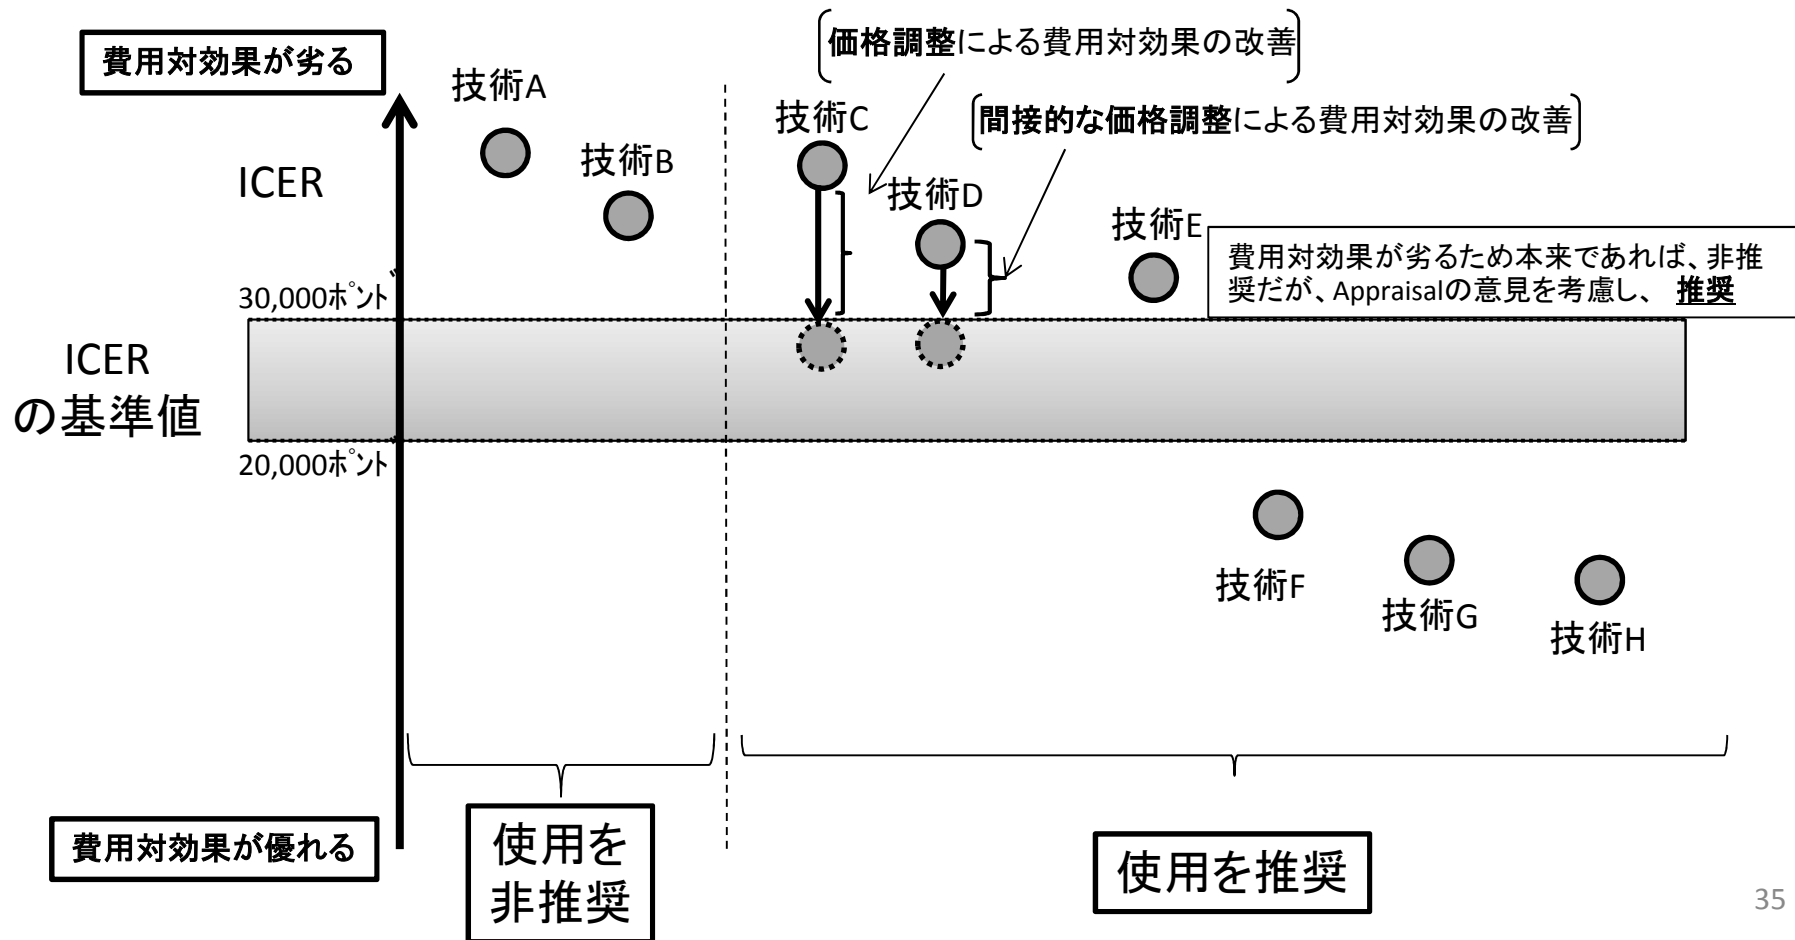 費用対効果が劣る
価格調整による費用対効果の改善
技術A
技術C
間接的な価格調整による費用対効果の改善
ICER
技術B
技術D
技術E
費用対効果が劣るため本来であれば、非推
奨だが、Appraisalの意見を考慮し、 推奨
30,000ﾎﾟﾝﾄﾞ
ICER
の基準値
20,000ﾎﾟﾝﾄ
技術F
技術G
技術H
費用対効果が優れる
使用を
非推奨
使用を推奨
35